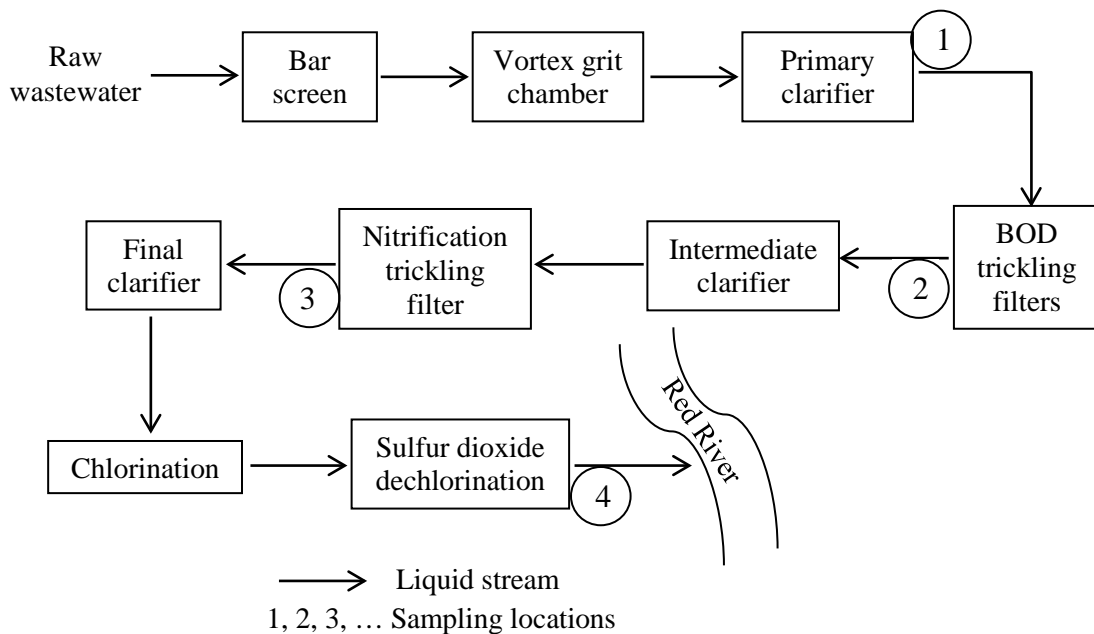 Raw
wastewater
Bar
screen
Vortex grit
chamber
Primary
clarifier
1
BOD
trickling
filters
2
Intermediate
clarifier
Nitrification
trickling
filter
3
Final
clarifier
Chlorination
Sulfur dioxide
dechlorination
4
Red River
Liquid stream
1, 2, 3, … Sampling locations